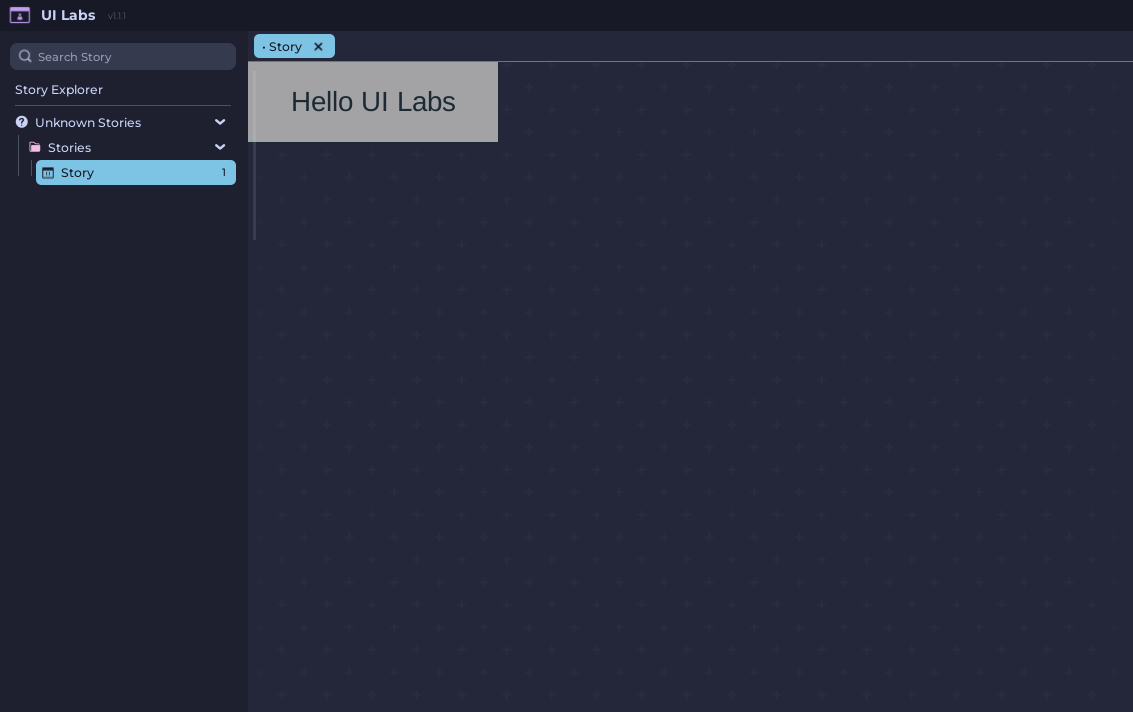 UI Labs v1.1.1
Search Story
Story Explorer
Unknown Stories
Stories
Story 1
• Story
Hello UI Labs